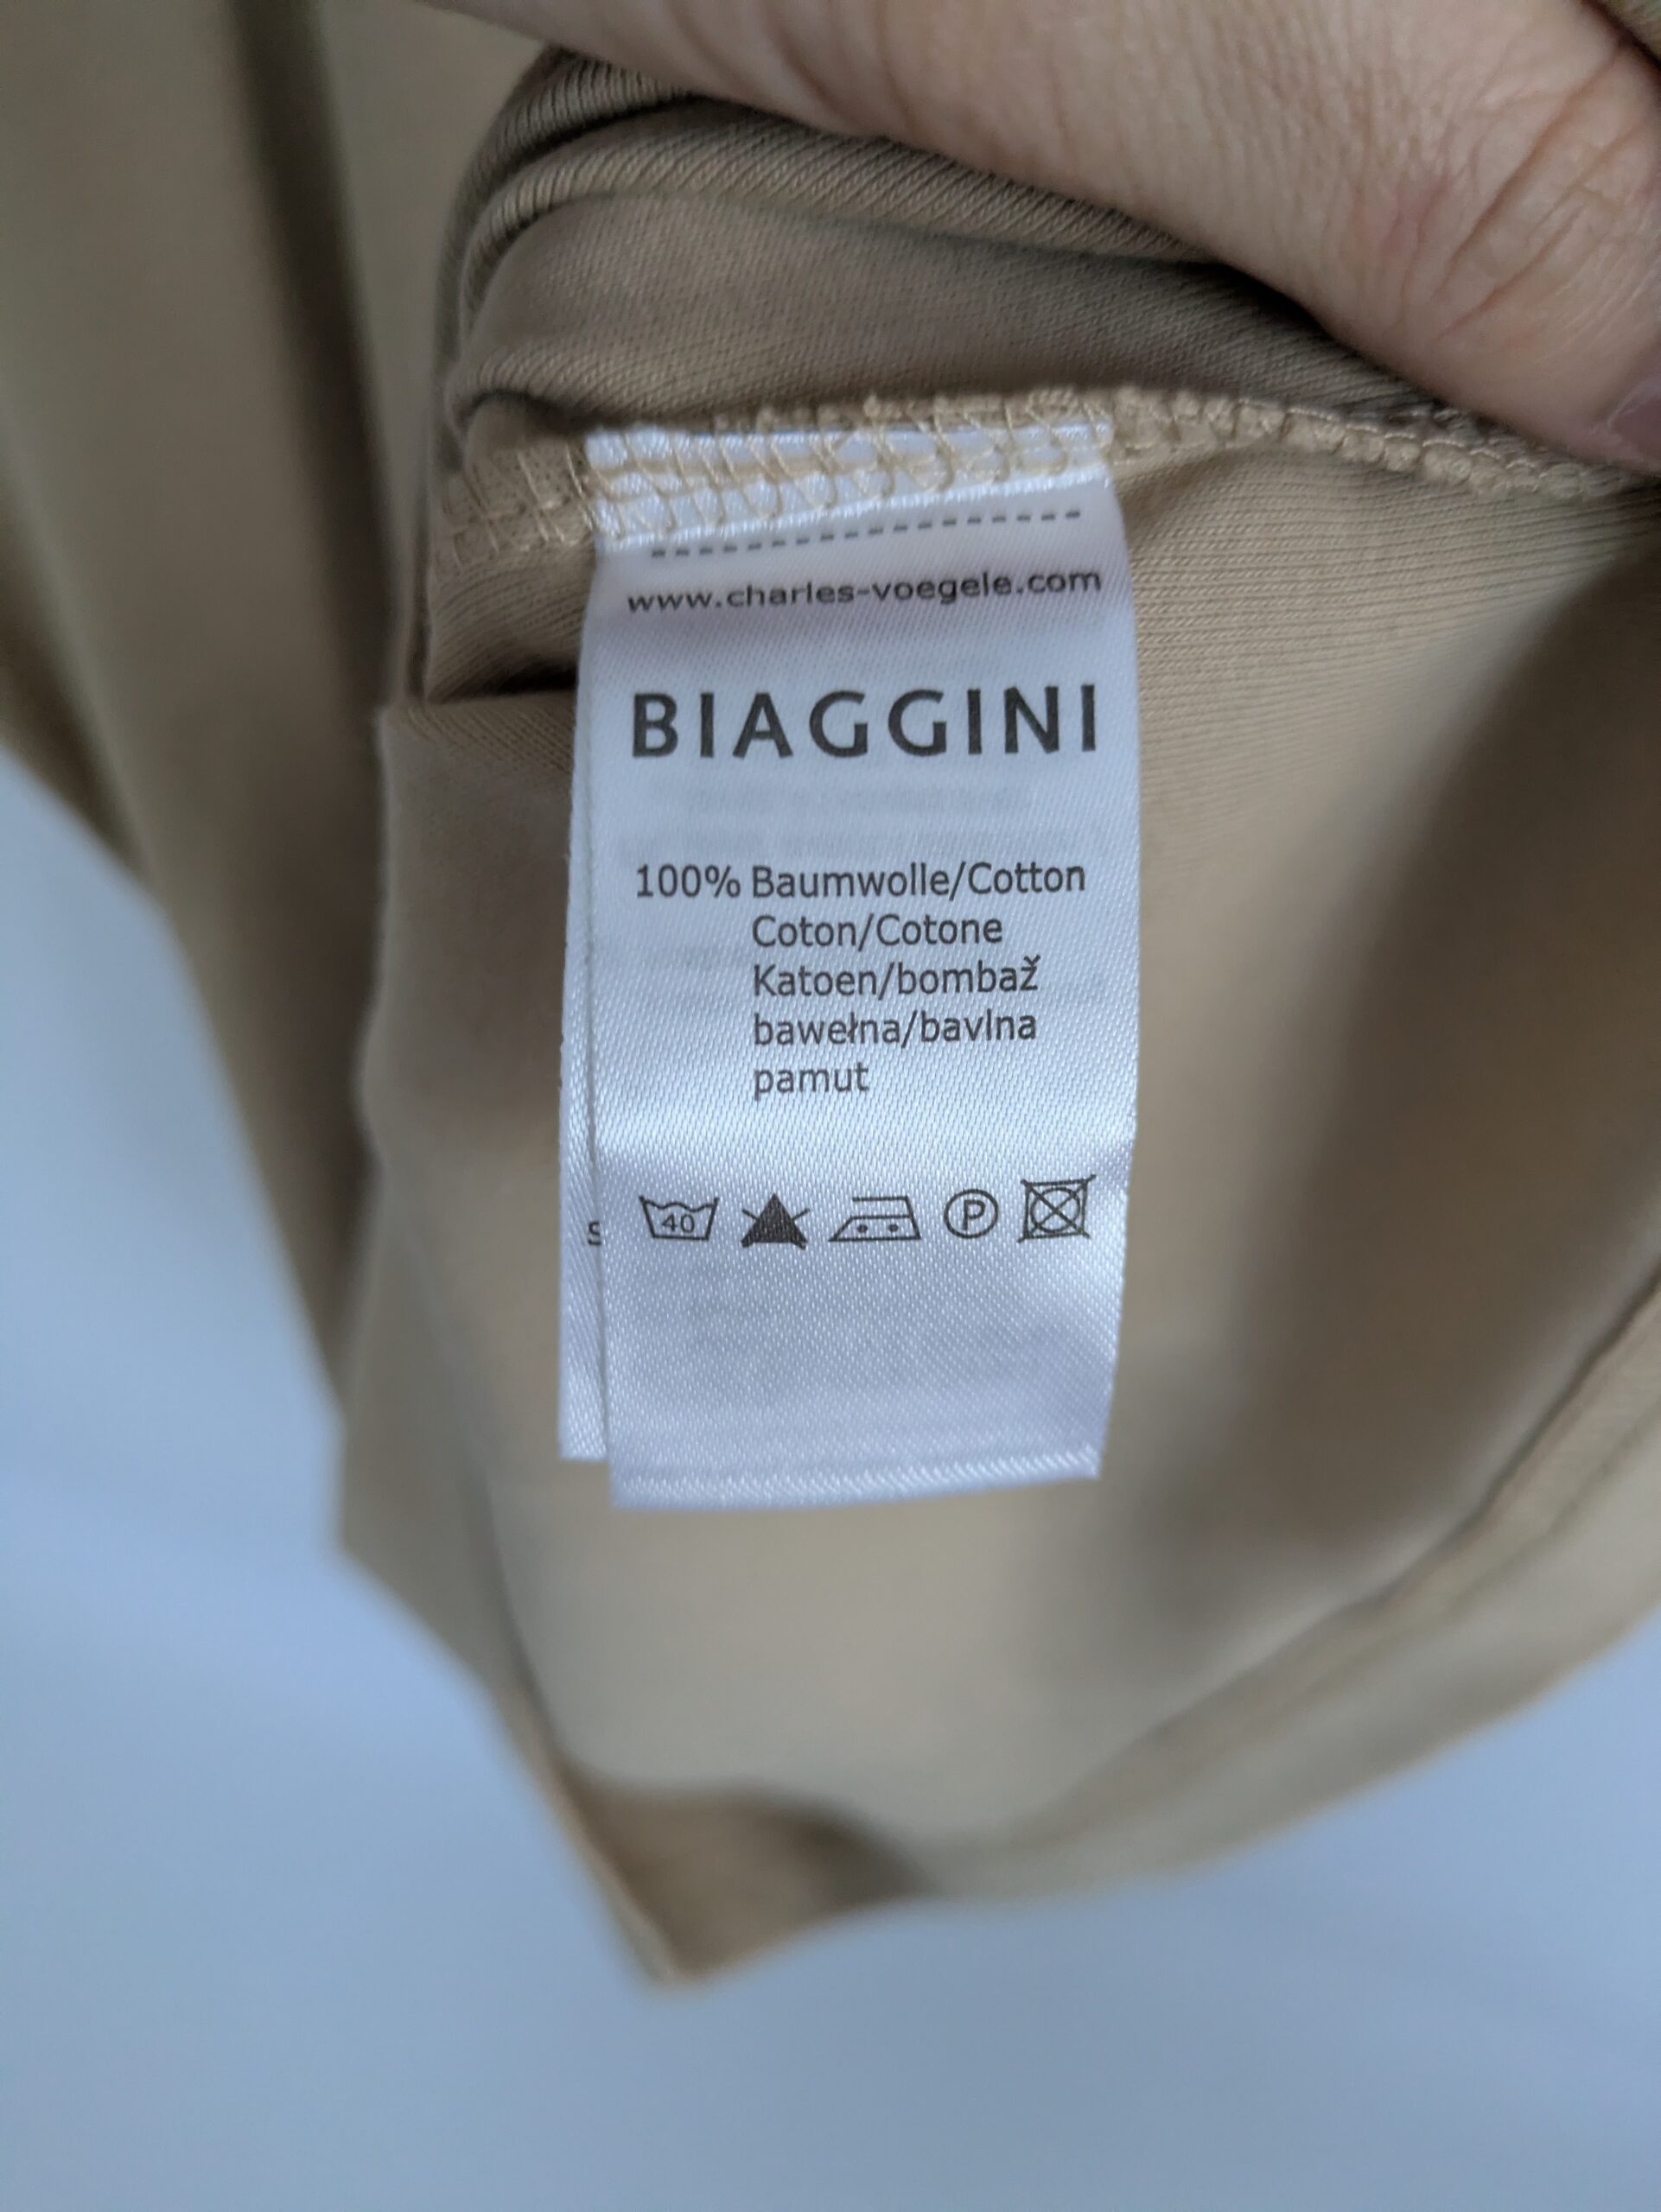 www.charles-voegele.com
BIAGGINI
100% Baumwolle/Cotton
Coton/Cotone
Katoen/bombaž
bawełna/bavlna
pamut
s
40
P